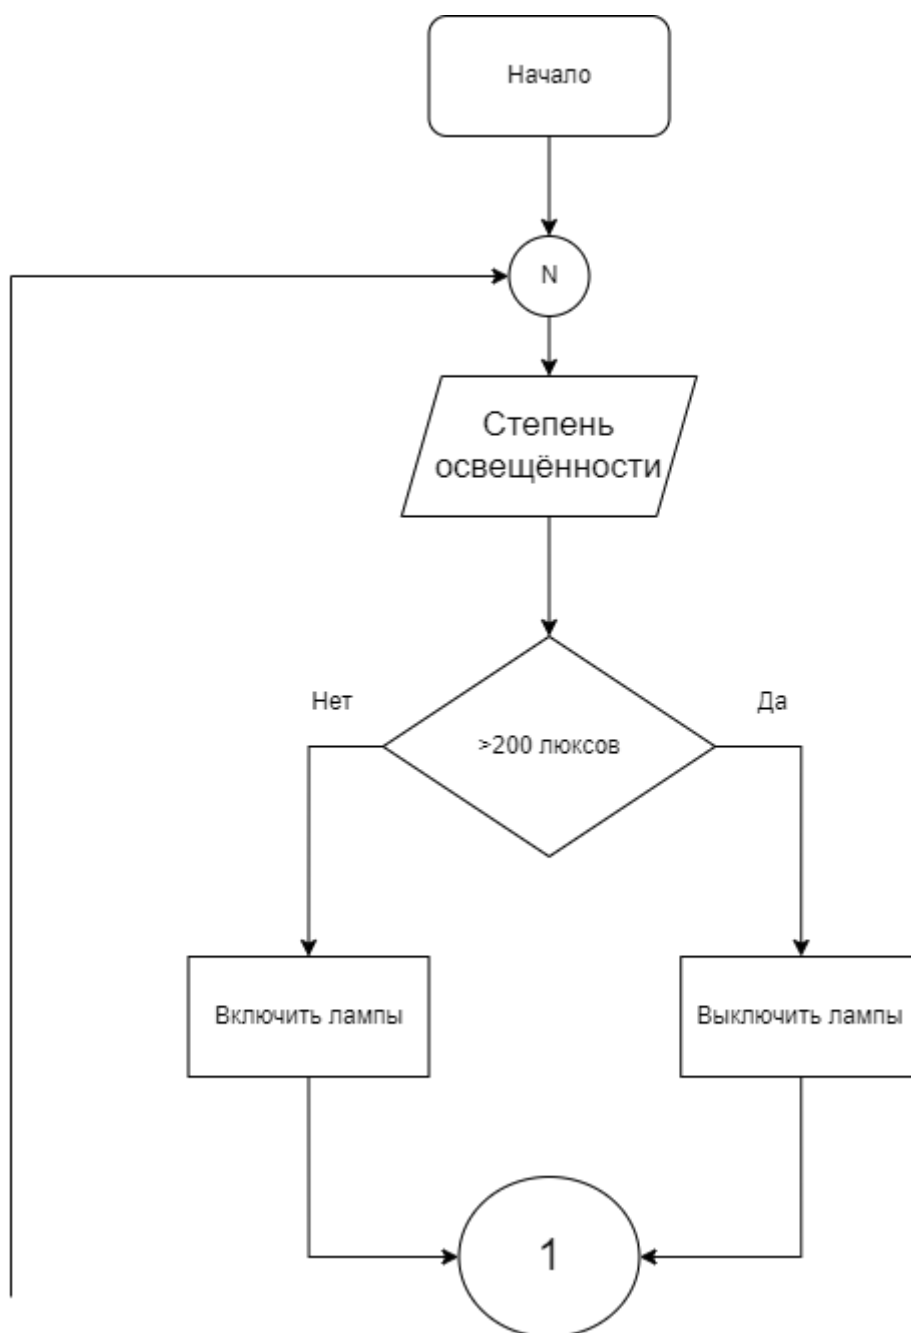 Начало
N
Степень
освещённости
Нет
Да
>200 люксов
Включить лампы
Выключить лампы
1